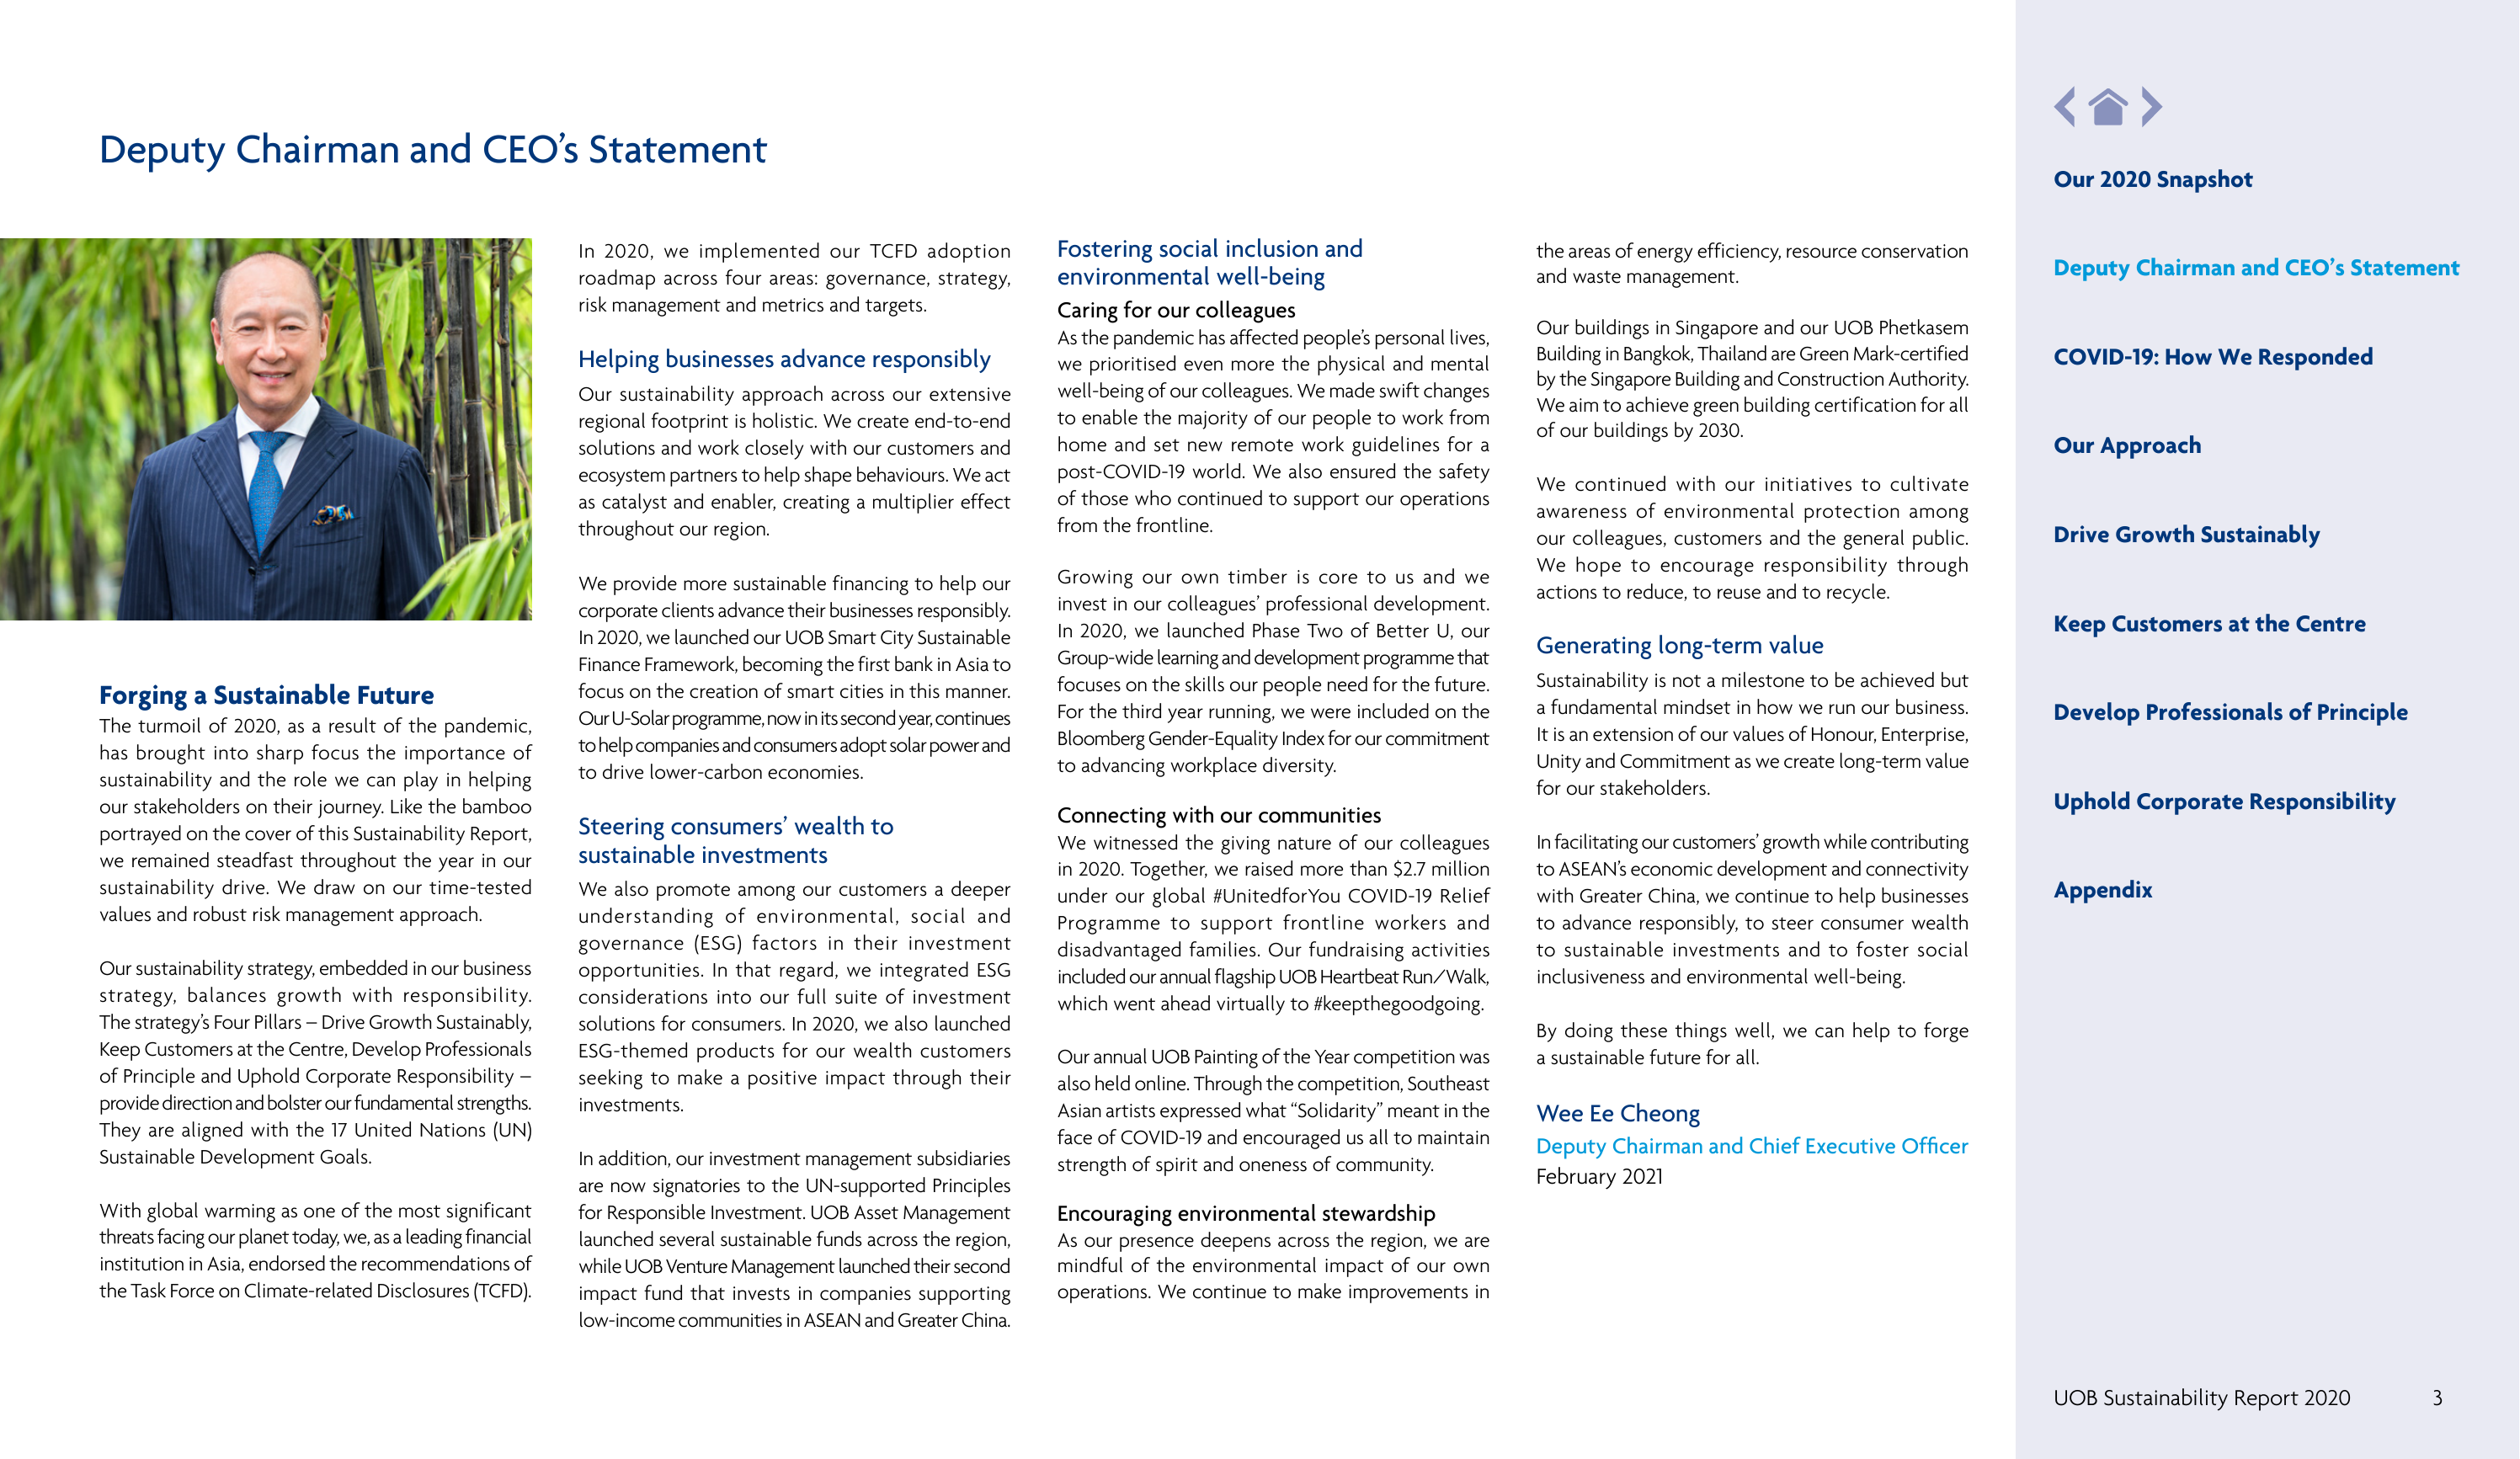 Deputy Chairman and CEO’s Statement
Forging a Sustainable Future
The turmoil of 2020, as a result of the pandemic,
has brought into sharp focus the importance of
sustainability and the role we can play in helping
our stakeholders on their journey. Like the bamboo
portrayed on the cover of this Sustainability Report,
we remained steadfast throughout the year in our
sustainability drive. We draw on our time-tested
values and robust risk management approach.
Our sustainability strategy, embedded in our business
strategy, balances growth with responsibility.
The strategy’s Four Pillars – Drive Growth Sustainably,
Keep Customers at the Centre, Develop Professionals
of Principle and Uphold Corporate Responsibility –
provide direction and bolster our fundamental strengths.
They are aligned with the 17 United Nations (UN)
Sustainable Development Goals.
With global warming as one of the most significant
threats facing our planet today, we, as a leading financial
institution in Asia, endorsed the recommendations of
the Task Force on Climate-related Disclosures (TCFD).
In 2020, we implemented our TCFD adoption
roadmap across four areas: governance, strategy,
risk management and metrics and targets.
Helping businesses advance responsibly
Our sustainability approach across our extensive
regional footprint is holistic. We create end-to-end
solutions and work closely with our customers and
ecosystem partners to help shape behaviours. We act
as catalyst and enabler, creating a multiplier effect
throughout our region.
We provide more sustainable financing to help our
corporate clients advance their businesses responsibly.
In 2020, we launched our UOB Smart City Sustainable
Finance Framework, becoming the first bank in Asia to
focus on the creation of smart cities in this manner.
Our U-Solar programme, now in its second year, continues
to help companies and consumers adopt solar power and
to drive lower-carbon economies.
Steering consumers’ wealth to
sustainable investments
We also promote among our customers a deeper
understanding of environmental, social and
governance (ESG) factors in their investment
opportunities. In that regard, we integrated ESG
considerations into our full suite of investment
solutions for consumers. In 2020, we also launched
ESG-themed products for our wealth customers
seeking to make a positive impact through their
investments.
In addition, our investment management subsidiaries
are now signatories to the UN-supported Principles
for Responsible Investment. UOB Asset Management
launched several sustainable funds across the region,
while UOB Venture Management launched their second
impact fund that invests in companies supporting
low-income communities in ASEAN and Greater China.
Fostering social inclusion and
environmental well-being
Caring for our colleagues
As the pandemic has affected people’s personal lives,
we prioritised even more the physical and mental
well-being of our colleagues. We made swift changes
to enable the majority of our people to work from
home and set new remote work guidelines for a
post-COVID-19 world. We also ensured the safety
of those who continued to support our operations
from the frontline.
Growing our own timber is core to us and we
invest in our colleagues’ professional development.
In 2020, we launched Phase Two of Better U, our
Group-wide learning and development programme that
focuses on the skills our people need for the future.
For the third year running, we were included on the
Bloomberg Gender-Equality Index for our commitment
to advancing workplace diversity.
Connecting with our communities
We witnessed the giving nature of our colleagues
in 2020. Together, we raised more than $2.7 million
under our global #UnitedforYou COVID-19 Relief
Programme to support frontline workers and
disadvantaged families. Our fundraising activities
included our annual flagship UOB Heartbeat Run/Walk,
which went ahead virtually to #keepthegoodgoing.
Our annual UOB Painting of the Year competition was
also held online. Through the competition, Southeast
Asian artists expressed what “Solidarity” meant in the
face of COVID-19 and encouraged us all to maintain
strength of spirit and oneness of community.
Encouraging environmental stewardship
As our presence deepens across the region, we are
mindful of the environmental impact of our own
operations. We continue to make improvements in
the areas of energy efficiency, resource conservation
and waste management.
Our buildings in Singapore and our UOB Phetkasem
Building in Bangkok, Thailand are Green Mark-certified
by the Singapore Building and Construction Authority.
We aim to achieve green building certification for all
of our buildings by 2030.
We continued with our initiatives to cultivate
awareness of environmental protection among
our colleagues, customers and the general public.
We hope to encourage responsibility through
actions to reduce, to reuse and to recycle.
Generating long-term value
Sustainability is not a milestone to be achieved but
a fundamental mindset in how we run our business.
It is an extension of our values of Honour, Enterprise,
Unity and Commitment as we create long-term value
for our stakeholders.
In facilitating our customers’ growth while contributing
to ASEAN’s economic development and connectivity
with Greater China, we continue to help businesses
to advance responsibly, to steer consumer wealth
to sustainable investments and to foster social
inclusiveness and environmental well-being.
By doing these things well, we can help to forge
a sustainable future for all.
Wee Ee Cheong
Deputy Chairman and Chief Executive Officer
February 2021
Our 2020 Snapshot
Deputy Chairman and CEO’s Statement
COVID-19: How We Responded
Our Approach
Drive Growth Sustainably
Keep Customers at the Centre
Develop Professionals of Principle
Uphold Corporate Responsibility
Appendix
UOB Sustainability Report 2020 3